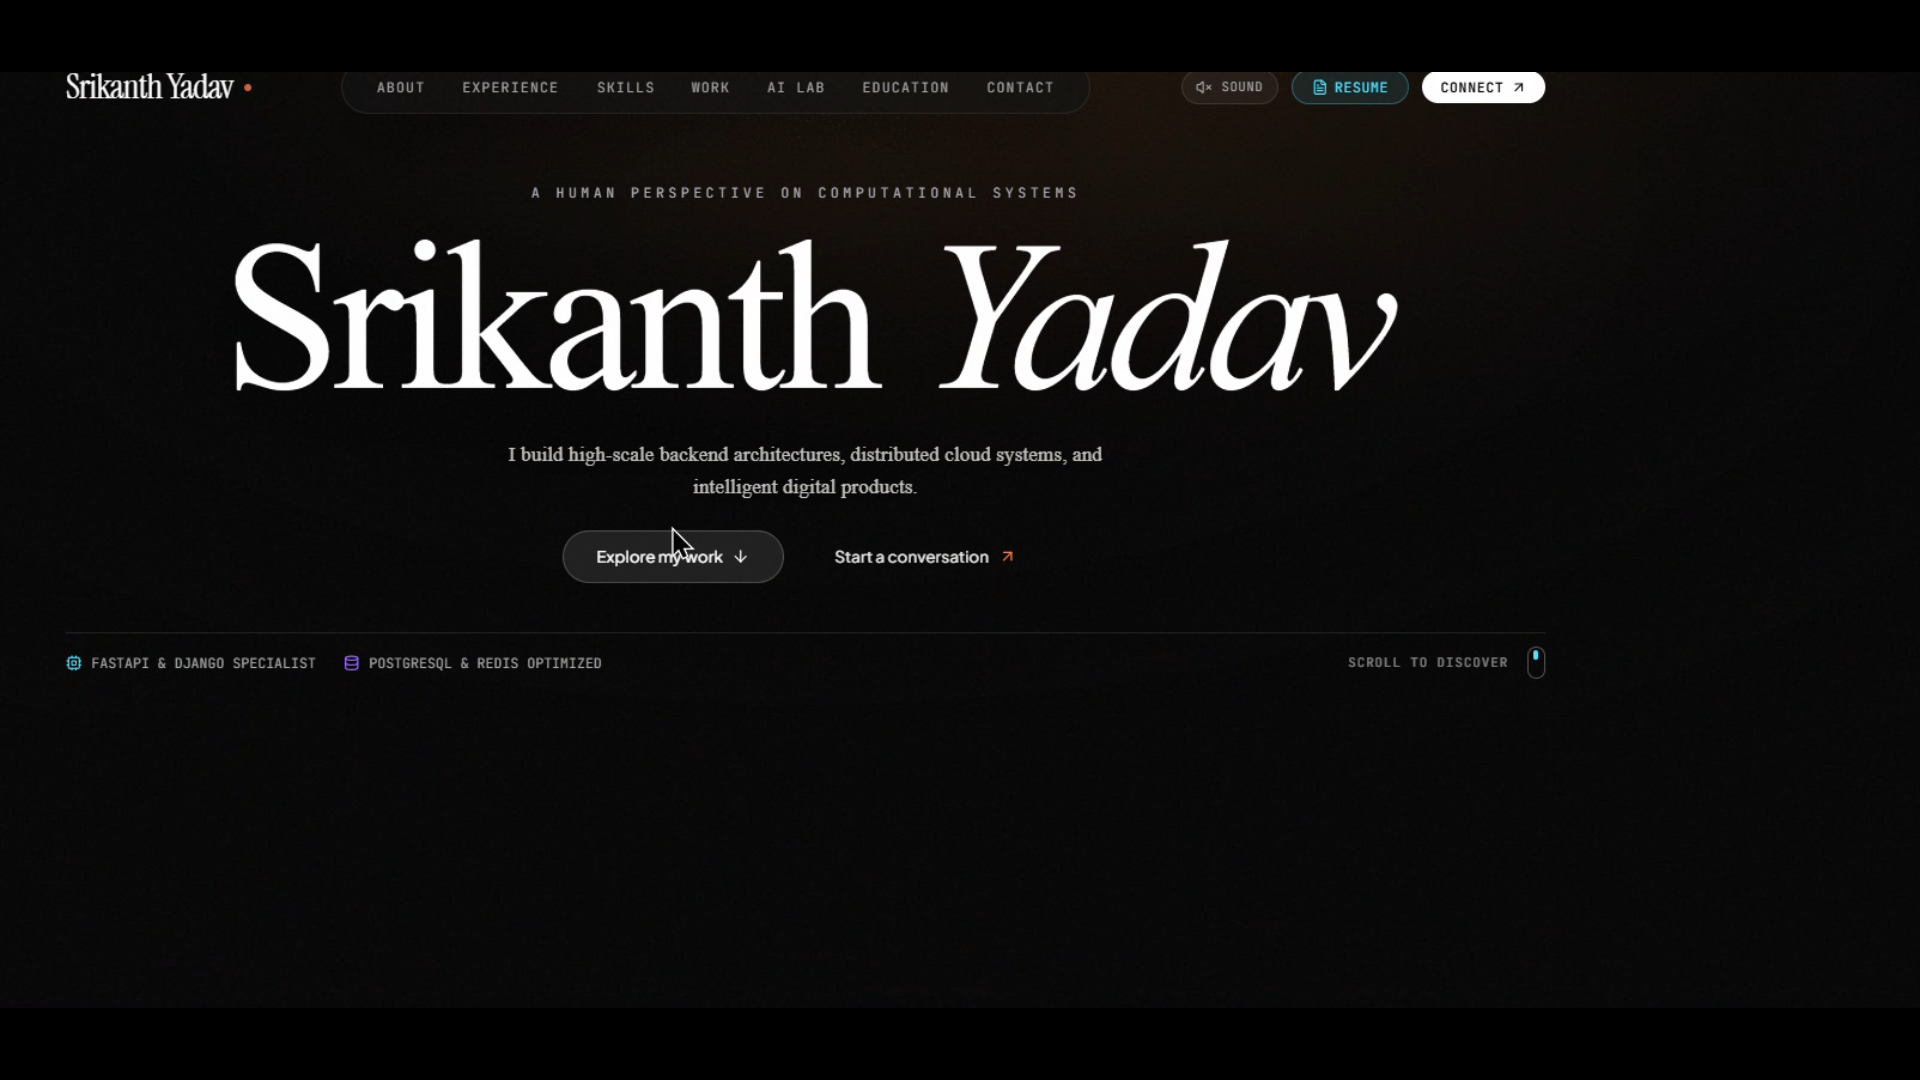 Srikanth Yadav
ABOUT EXPERIENCE SKILLS WORK AI LAB EDUCATION CONTACT
SOUND RESUME CONNECT
A HUMAN PERSPECTIVE ON COMPUTATIONAL SYSTEMS
Srikanth Yadav
I build high-scale backend architectures, distributed cloud systems, and
intelligent digital products.
Explore my work Start a conversation
FASTAPI & DJANGO SPECIALIST POSTGRESQL & REDIS OPTIMIZED SCROLL TO DISCOVER